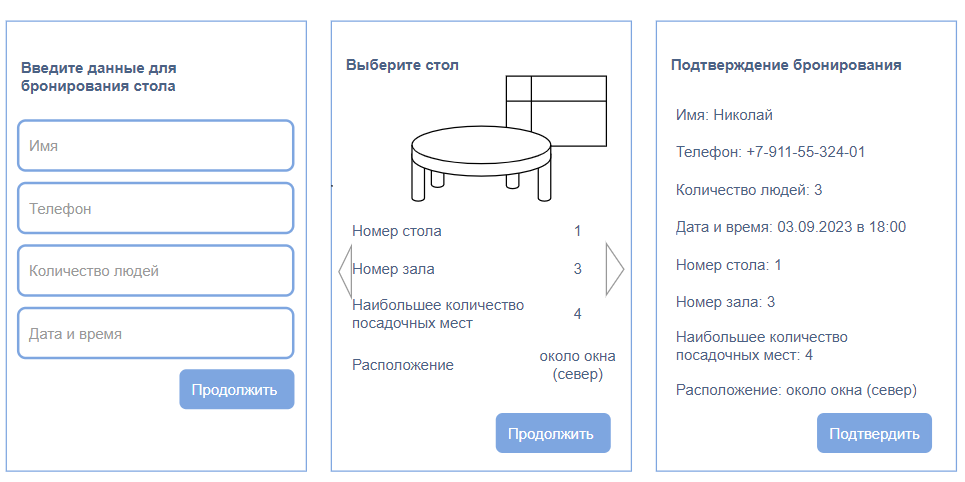 Введите данные для
бронирования стола
Имя
Телефон
Количество людей
Дата и время
Продолжить
Выберите стол
Номер стола 1
Номер зала 3
Наибольшее количество
посадочных мест 4
Расположение около окна
(север)
Продолжить
Подтверждение бронирования
Имя: Николай
Телефон: +7-911-55-324-01
Количество людей: 3
Дата и время: 03.09.2023 в 18:00
Номер стола: 1
Номер зала: 3
Наибольшее количество
посадочных мест: 4
Расположение: около окна (север)
Подтвердить